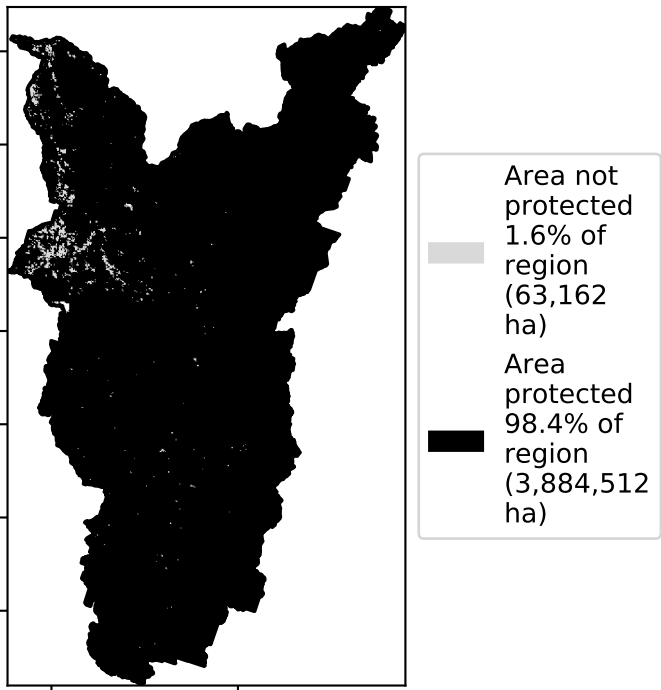 Area not
protected
1.6% of
region
(63,162
ha)
Area
protected
98.4% of
region
(3,884,512
ha)